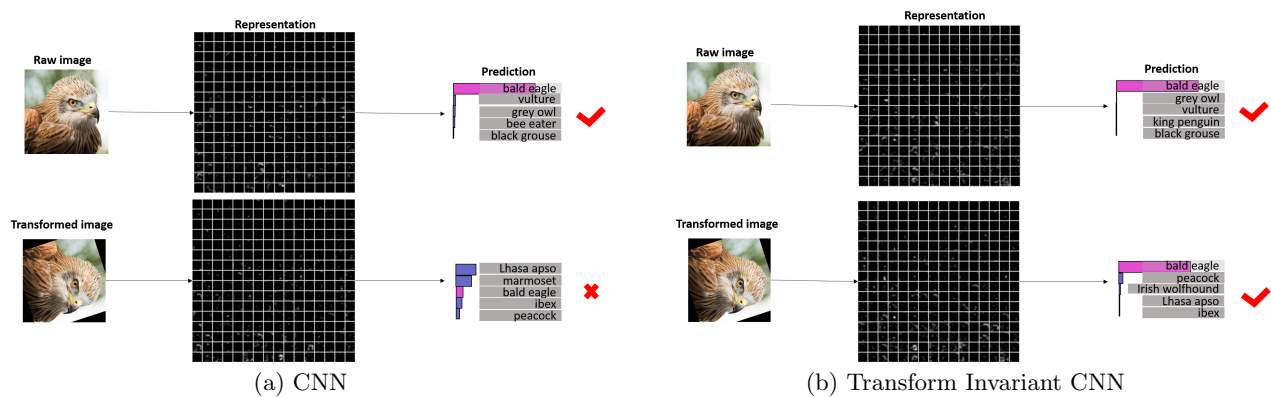 Representation
Raw image
Prediction
bald eagle
vulture
grey owl
bee eater
black grouse
Transformed image
Lhasa apso
marmoset
bald eagle
ibex
peacock
(a) CNN
Representation
Raw image
Prediction
bald eagle
grey owl
vulture
king penguin
black grouse
Transformed image
bald eagle
peacock
Irish wolfhound
Lhasa apso
ibex
(b) Transform Invariant CNN